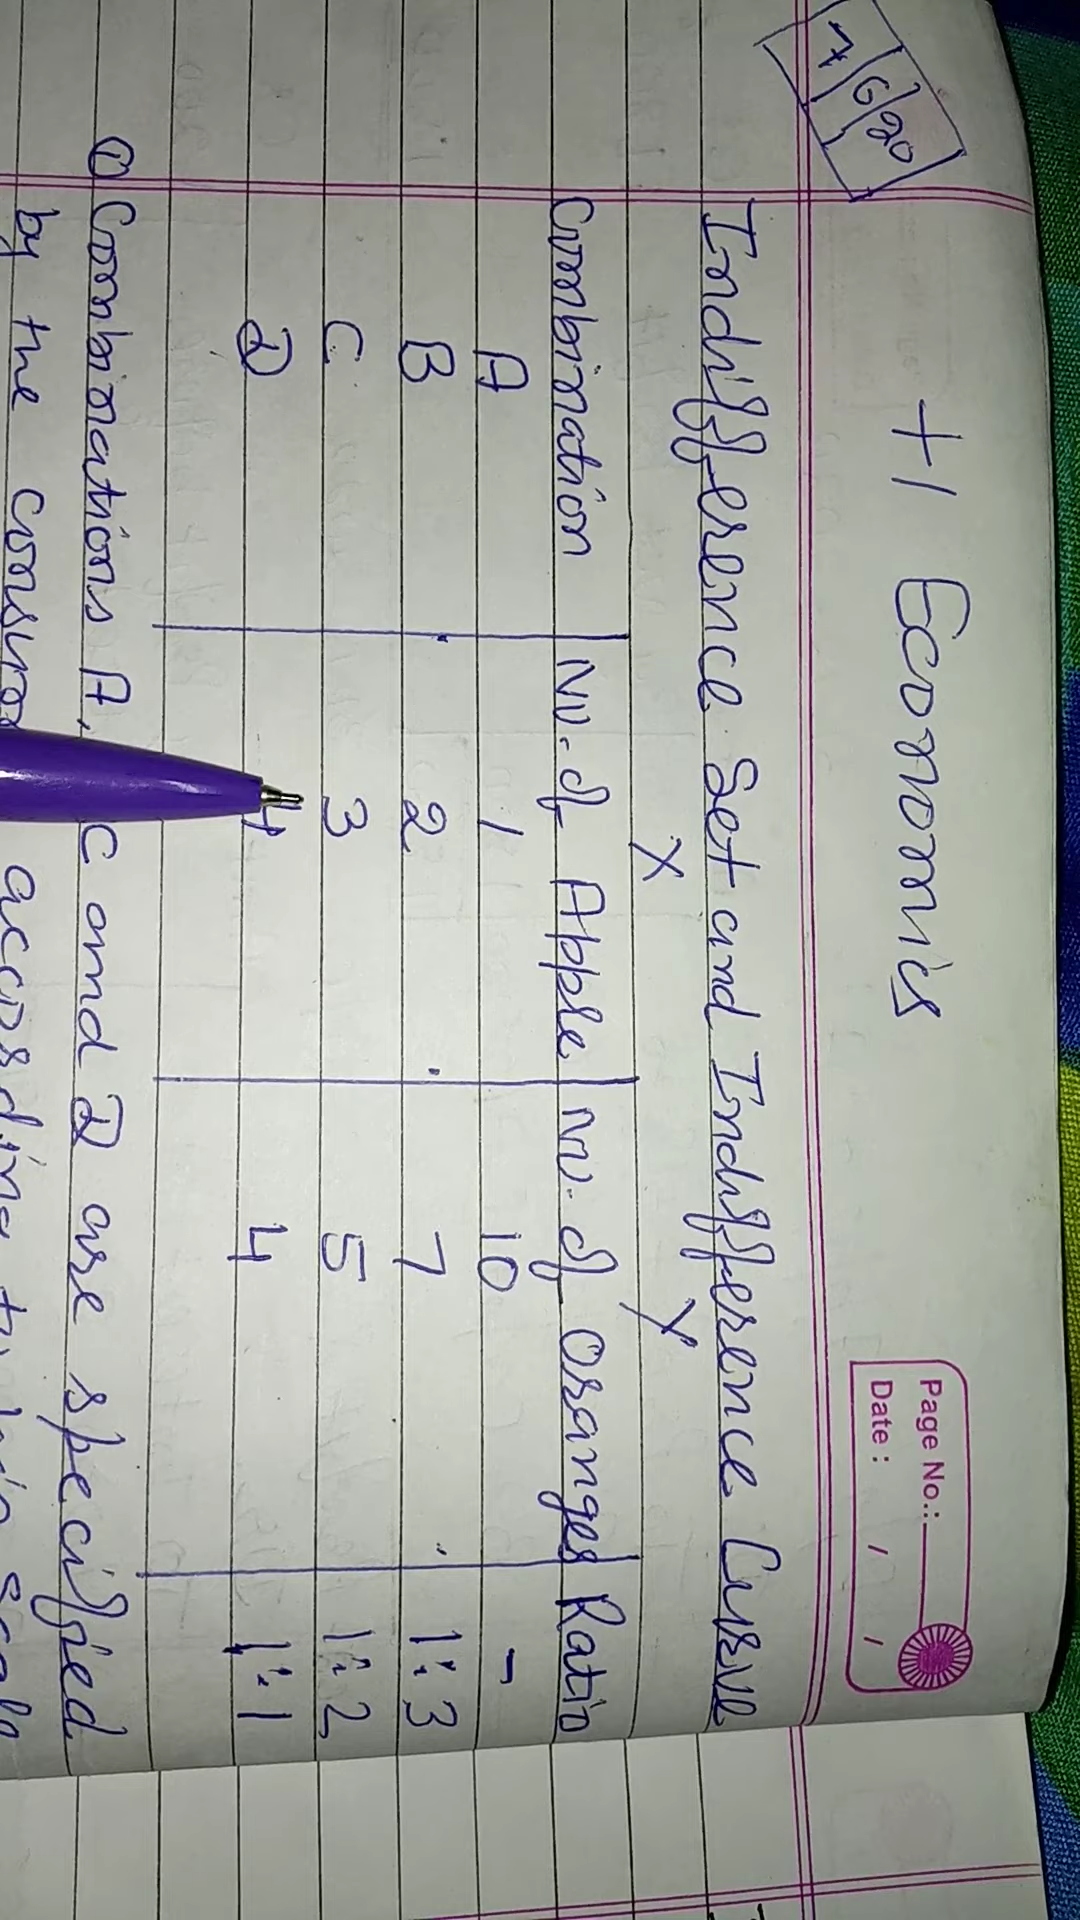 7/6/20
+1 Economics
Page No.:
Date: / /
Indifference Set and Indifference Curve
X Y
Combination No. of Apple No. of Oranges Ratio
A 1 10 -
B 2 7 1:3
C 3 5 1:2
D 4 4 1:1
① Combinations A, C and D are specified
by the according